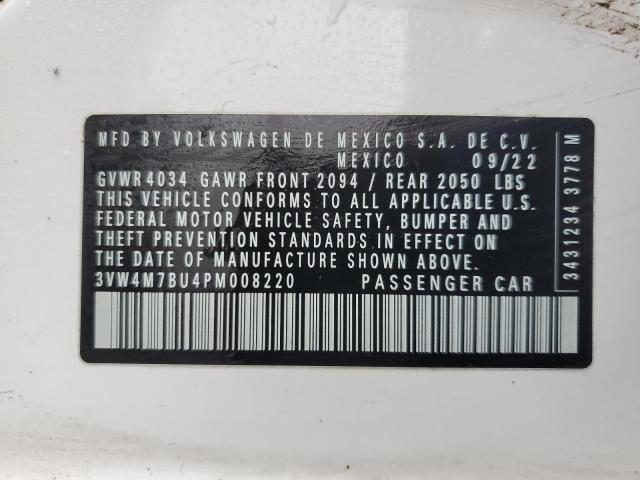 MFD BY VOLKSWAGEN DE MEXICO S.A. DE C.V.
MEXICO 09/22
GVWR 4034 GAWR FRONT 2094 / REAR 2050 LBS
THIS VEHICLE CONFORMS TO ALL APPLICABLE U.S.
FEDERAL MOTOR VEHICLE SAFETY, BUMPER AND
THEFT PREVENTION STANDARDS IN EFFECT ON
THE DATE OF MANUFACTURE SHOWN ABOVE.
3VW4M7BU4PM008220 PASSENGER CAR
3431234 3778 M